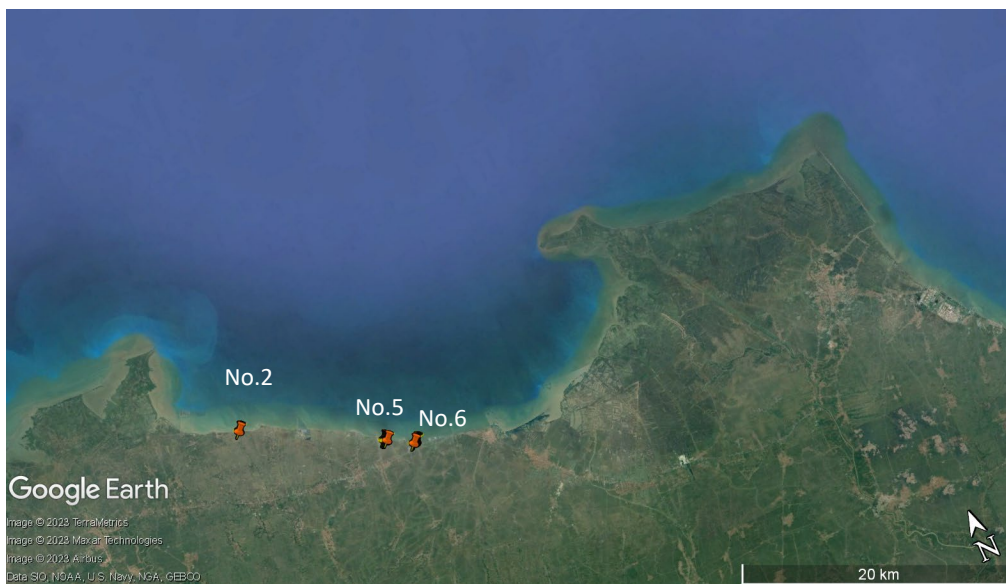 No.2
No.5
No.6
Google Earth
Image © 2023 TerraMetrics
Image © 2023 Maxar Technologies
Image © 2023 Airbus
Data SIO, NOAA, U.S. Navy, NGA, GEBCO
N
20 km